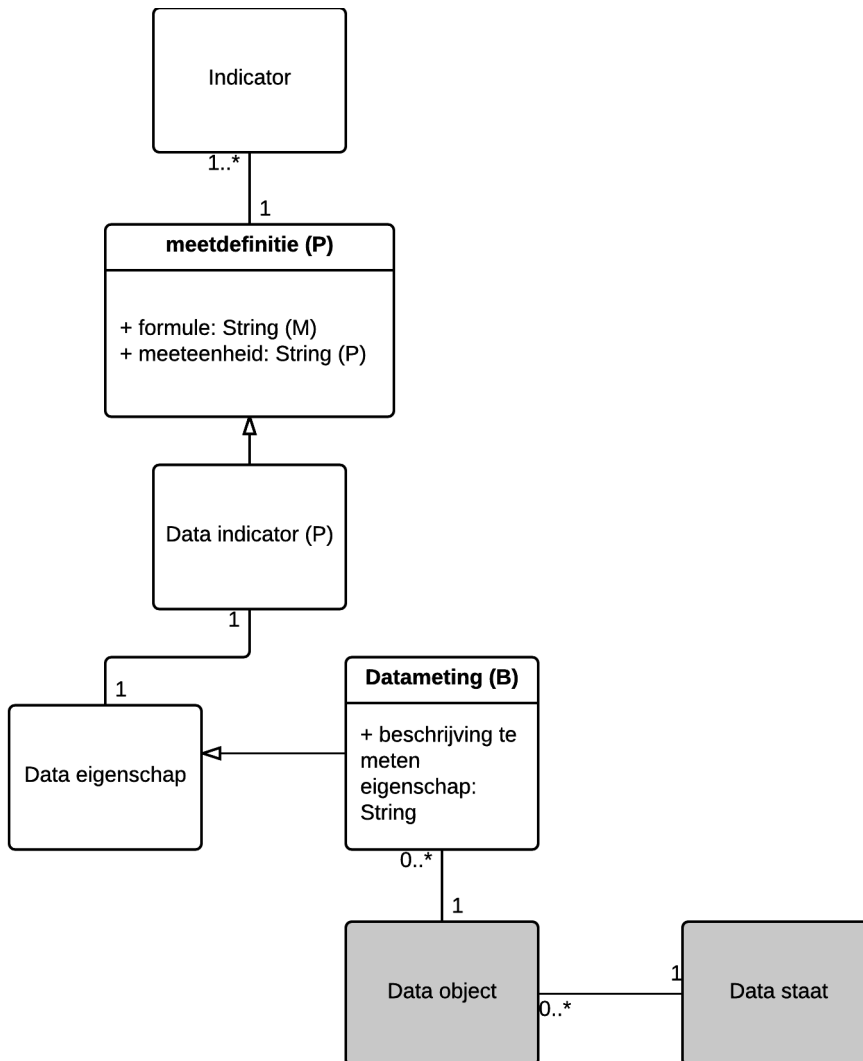 Indicator
1..*
1
meetdefinitie (P)
+ formule: String (M)
+ meeteenheid: String (P)
Data indicator (P)
1
1
Data eigenschap
Datameting (B)
+ beschrijving te
meten
eigenschap:
String
0..*
1
Data object
0..*
1
Data staat